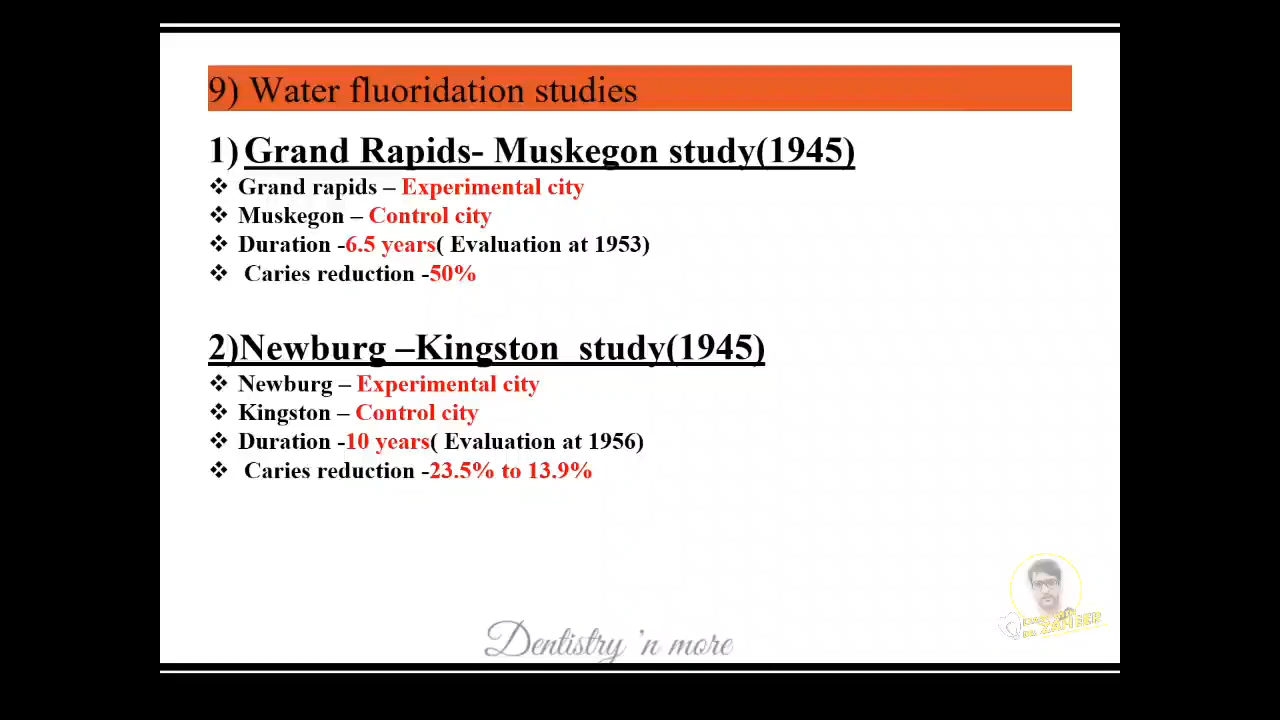 9) Water fluoridation studies
1) Grand Rapids- Muskegon study(1945)
❖ Grand rapids – Experimental city
❖ Muskegon – Control city
❖ Duration -6.5 years( Evaluation at 1953)
❖ Caries reduction -50%
2)Newburg –Kingston study(1945)
❖ Newburg – Experimental city
❖ Kingston – Control city
❖ Duration -10 years( Evaluation at 1956)
❖ Caries reduction -23.5% to 13.9%
Dentistry 'n more